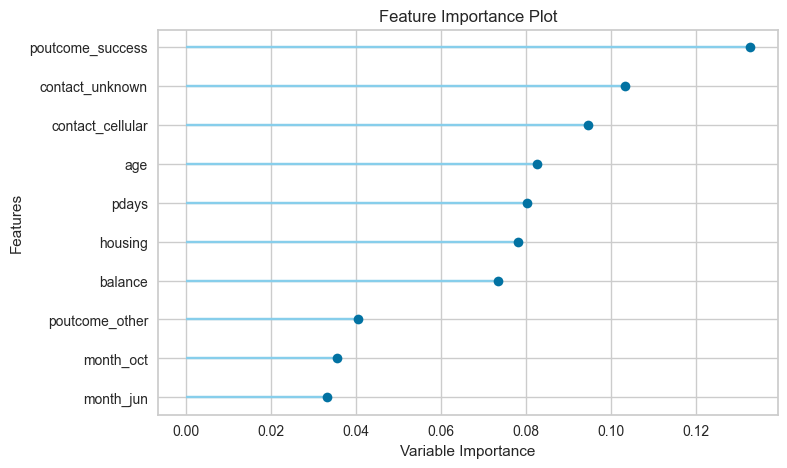 Feature Importance Plot
poutcome_success
contact_unknown
contact_cellular
age
pdays
housing
balance
poutcome_other
month_oct
month_jun
Features
0.00 0.02 0.04 0.06 0.08 0.10 0.12
Variable Importance